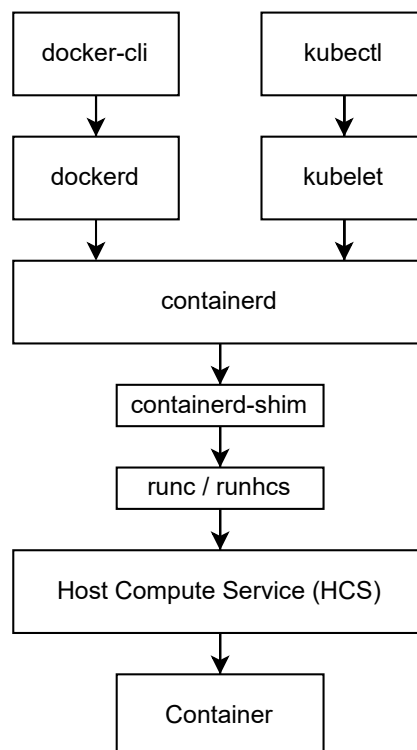 docker-cli
kubectl
dockerd
kubelet
containerd
containerd-shim
runc / runhcs
Host Compute Service (HCS)
Container